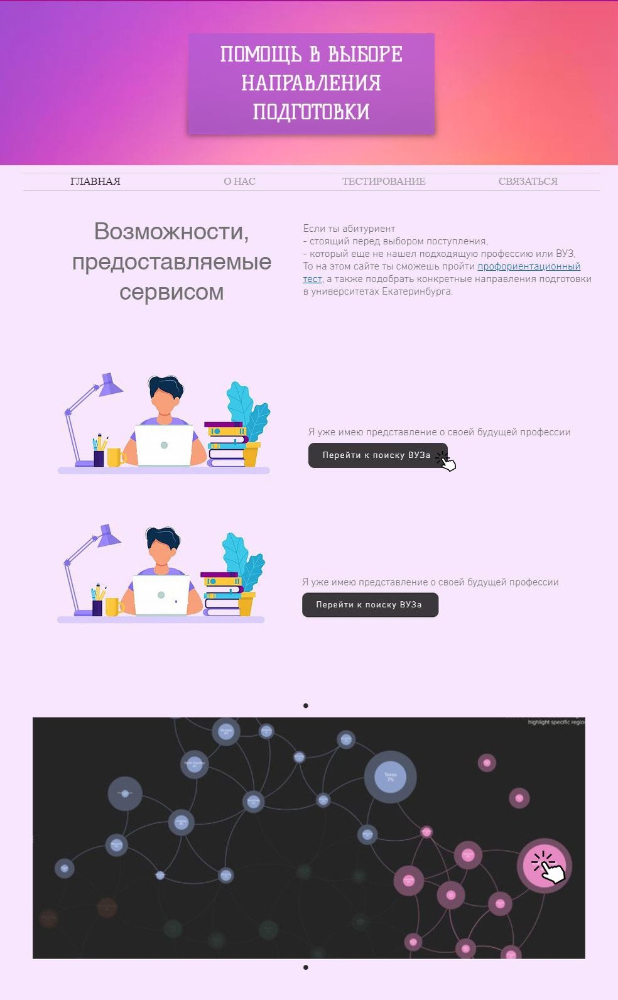 ПОМОЩЬ В ВЫБОРЕ
НАПРАВЛЕНИЯ
ПОДГОТОВКИ
ГЛАВНАЯ
О НАС
ТЕСТИРОВАНИЕ
СВЯЗАТЬСЯ
Возможности,
предоставляемые
сервисом
Если ты абитуриент
- стоящий перед выбором поступления,
- который еще не нашел подходящую профессию или ВУЗ,
То на этом сайте ты сможешь пройти профориентационный
тест, а также подобрать конкретные направления подготовки
в университетах Екатеринбурга.
Я уже имею представление о своей будущей профессии
Перейти к поиску ВУЗа
Я уже имею представление о своей будущей профессии
Перейти к поиску ВУЗа
highlight specific
Texas
7%